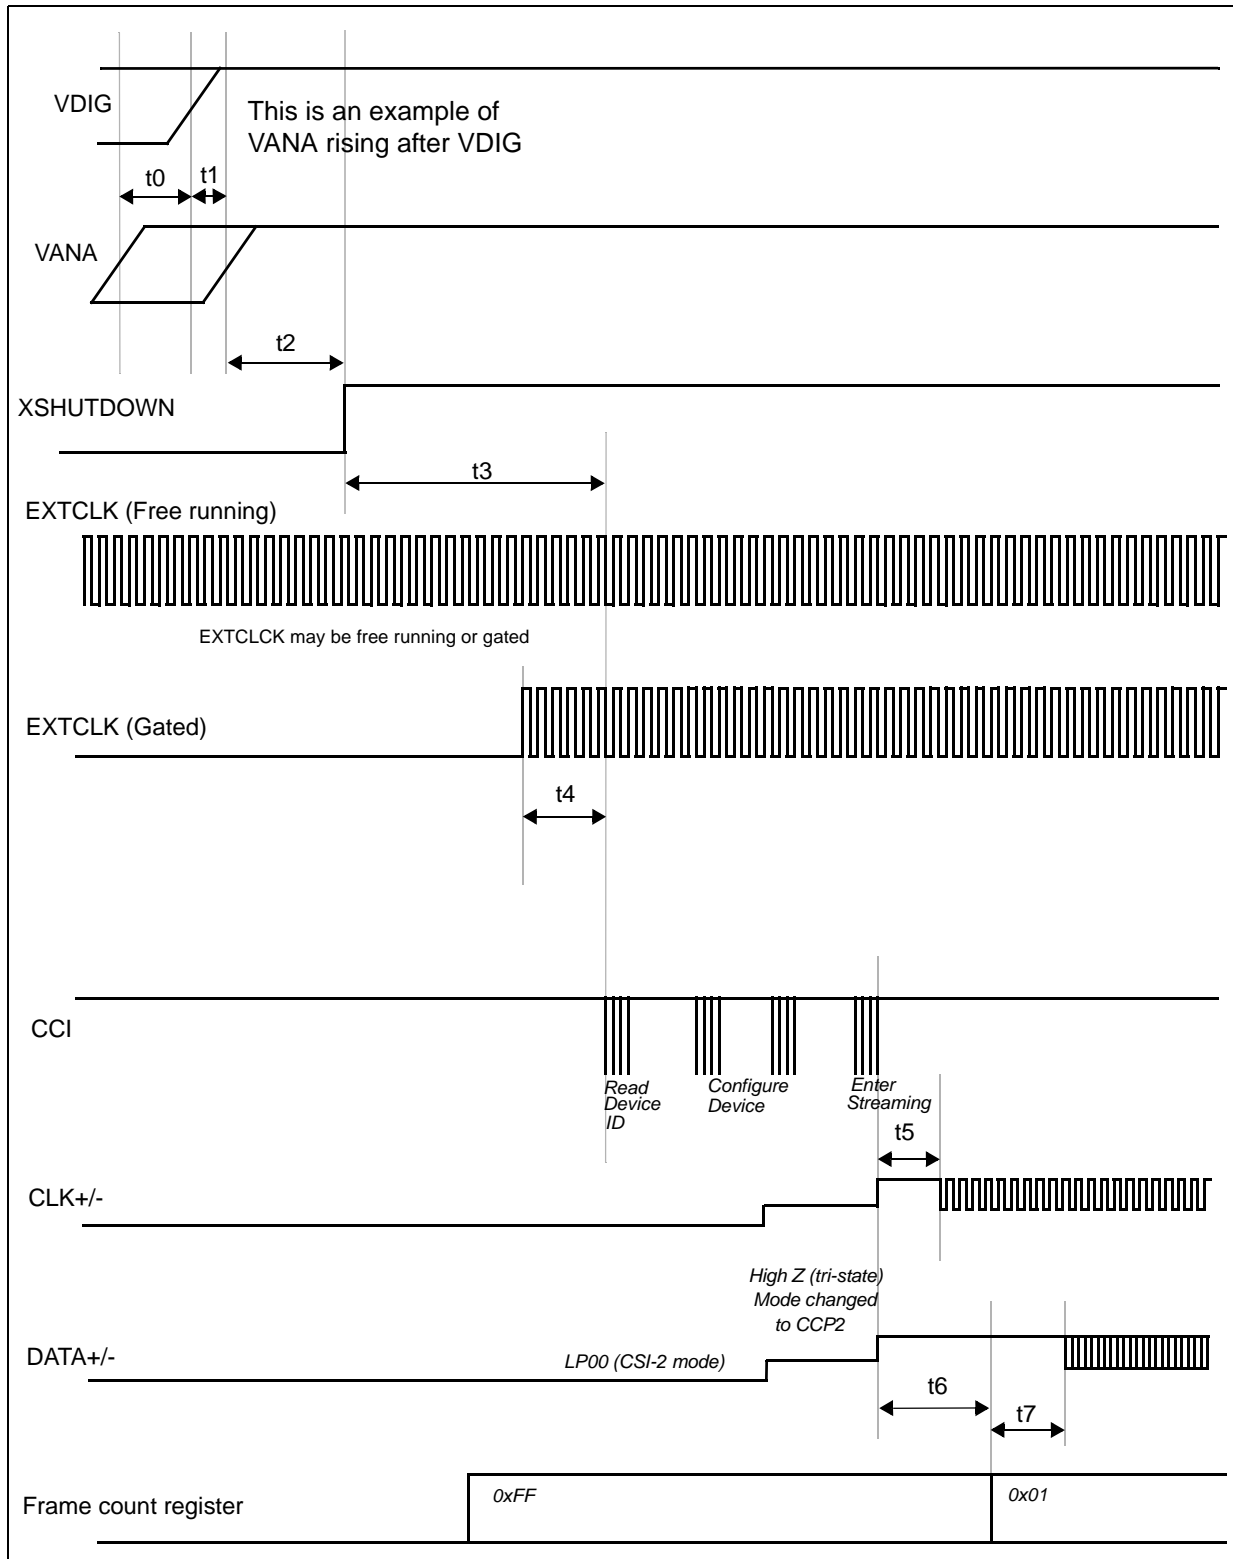 VDIG
This is an example of
VANA rising after VDIG
t0
t1
VANA
t2
XSHUTDOWN
t3
EXTCLK (Free running)
EXTCLCK may be free running or gated
EXTCLK (Gated)
t4
CCI
Read
Device
ID
Configure
Device
Enter
Streaming
t5
CLK+/-
High Z (tri-state)
Mode changed
to CCP2
DATA+/-
LP00 (CSI-2 mode)
t6
t7
Frame count register
0xFF
0x01